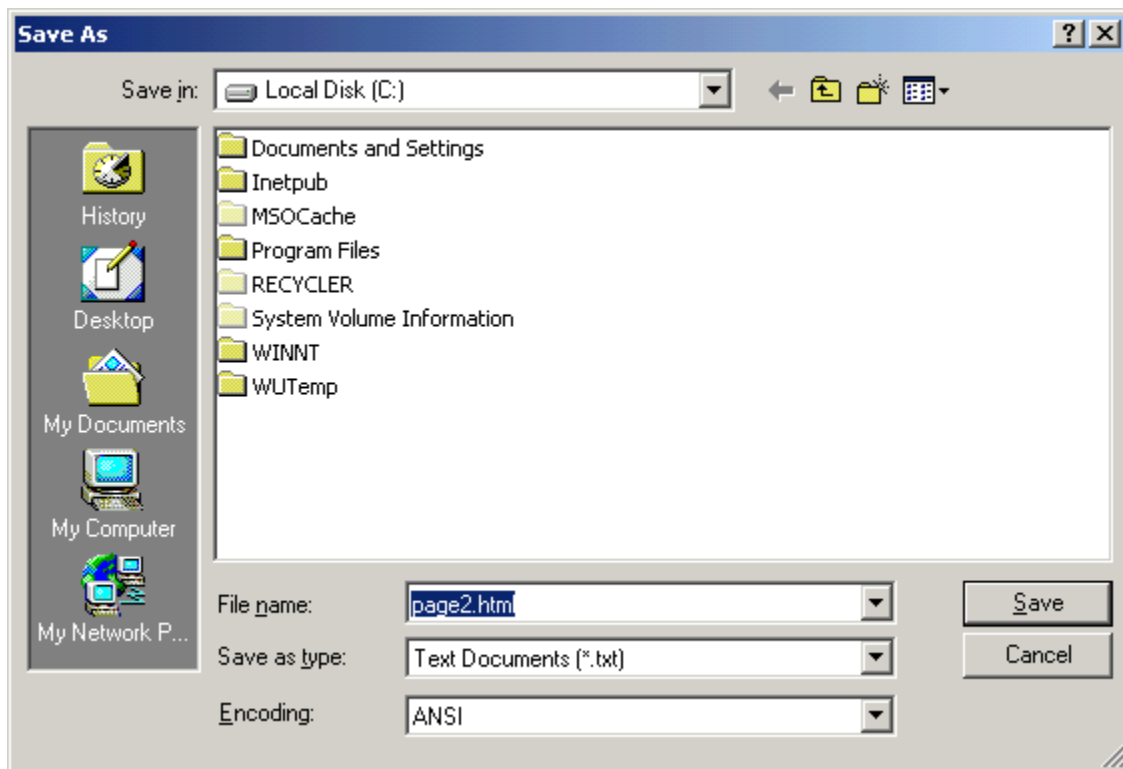 Save As
Save in: Local Disk (C:)
Documents and Settings
Inetpub
MSOCache
Program Files
RECYCLER
System Volume Information
WINNT
WUTemp
History
Desktop
My Documents
My Computer
My Network P...
File name: page2.html Save
Save as type: Text Documents (*.txt) Cancel
Encoding: ANSI